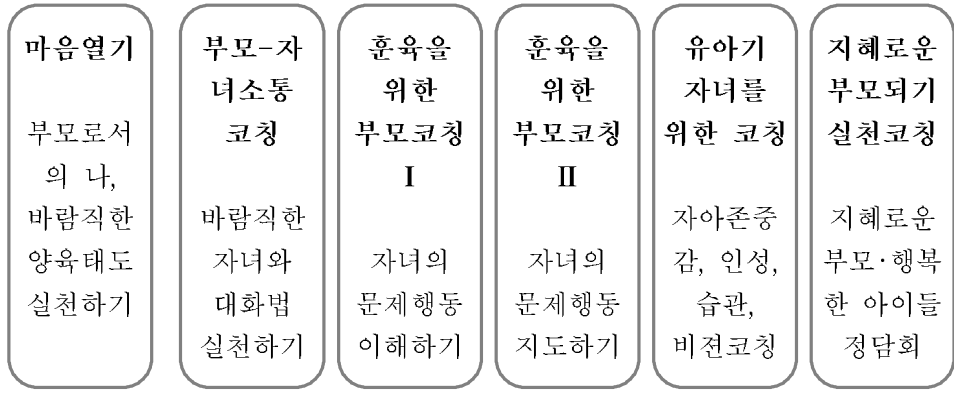 마음열기
부모로서
의 나,
바람직한
양육태도
실천하기
부모-자
녀소통
코칭
바람직한
자녀와
대화법
실천하기
훈육을
위한
부모코칭
Ⅰ
자녀의
문제행동
이해하기
훈육을
위한
부모코칭
Ⅱ
자녀의
문제행동
지도하기
유아기
자녀를
위한 코칭
자아존중
감, 인성,
습관,
비젼코칭
지혜로운
부모되기
실천코칭
지혜로운
부모·행복
한 아이들
정담회